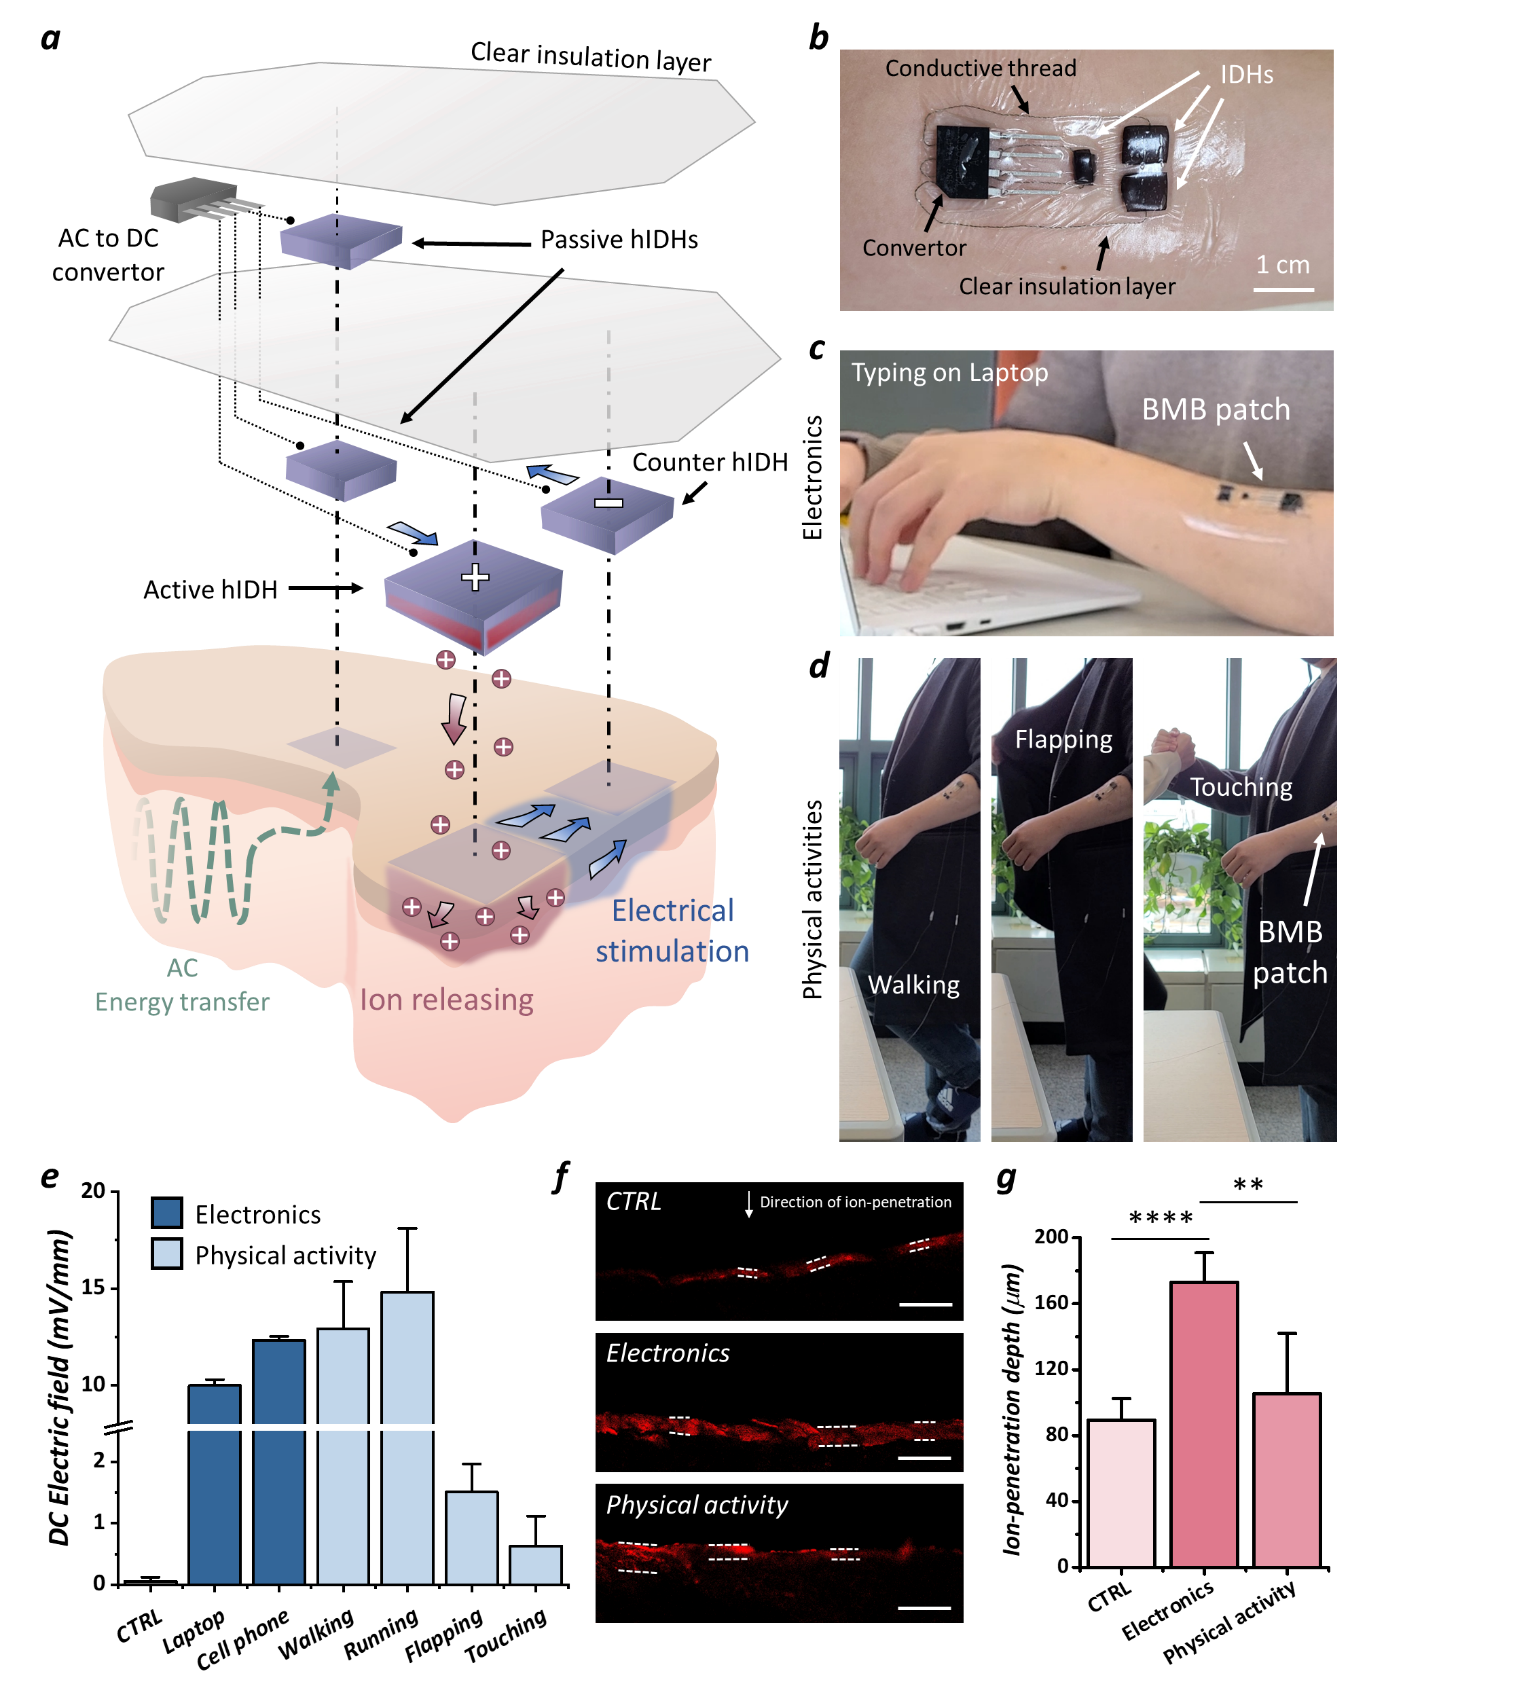 a
Clear insulation layer
AC to DC
convertor
Passive hIDHs
Counter hIDH
Active hIDH
AC
Energy transfer
Ion releasing
Electrical
stimulation
b
Conductive thread
IDHs
Convertor
Clear insulation layer
1 cm
c
Electronics
Typing on Laptop
BMB patch
d
Physical activities
Walking
Flapping
Touching
BMB
patch
e
DC Electric field (mV/mm)
20
15
10
2
1
0
Electronics
Physical activity
CTRL
Laptop
Cell phone
Walking
Running
Flapping
Touching
f
CTRL
Direction of ion-penetration
Electronics
Physical activity
g
Ion-penetration depth (μm)
200
160
120
80
40
0
****
**
CTRL
Electronics
Physical activity